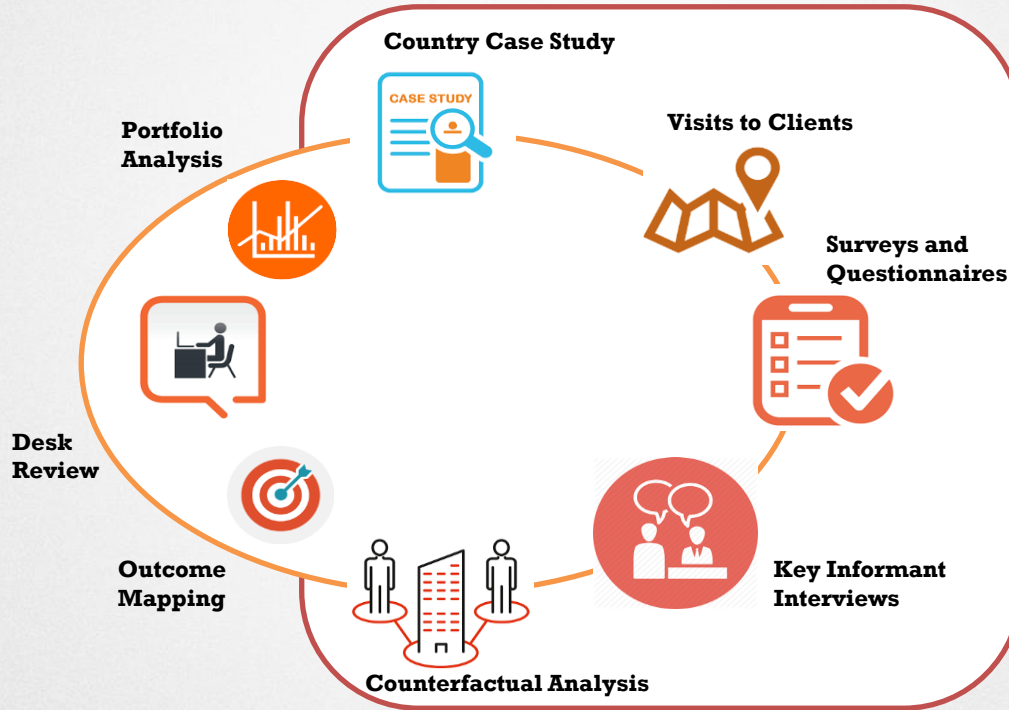 Country Case Study
CASE STUDY
Portfolio
Analysis
Visits to Clients
Surveys and
Questionnaires
Desk
Review
Outcome
Mapping
Key Informant
Interviews
Counterfactual Analysis